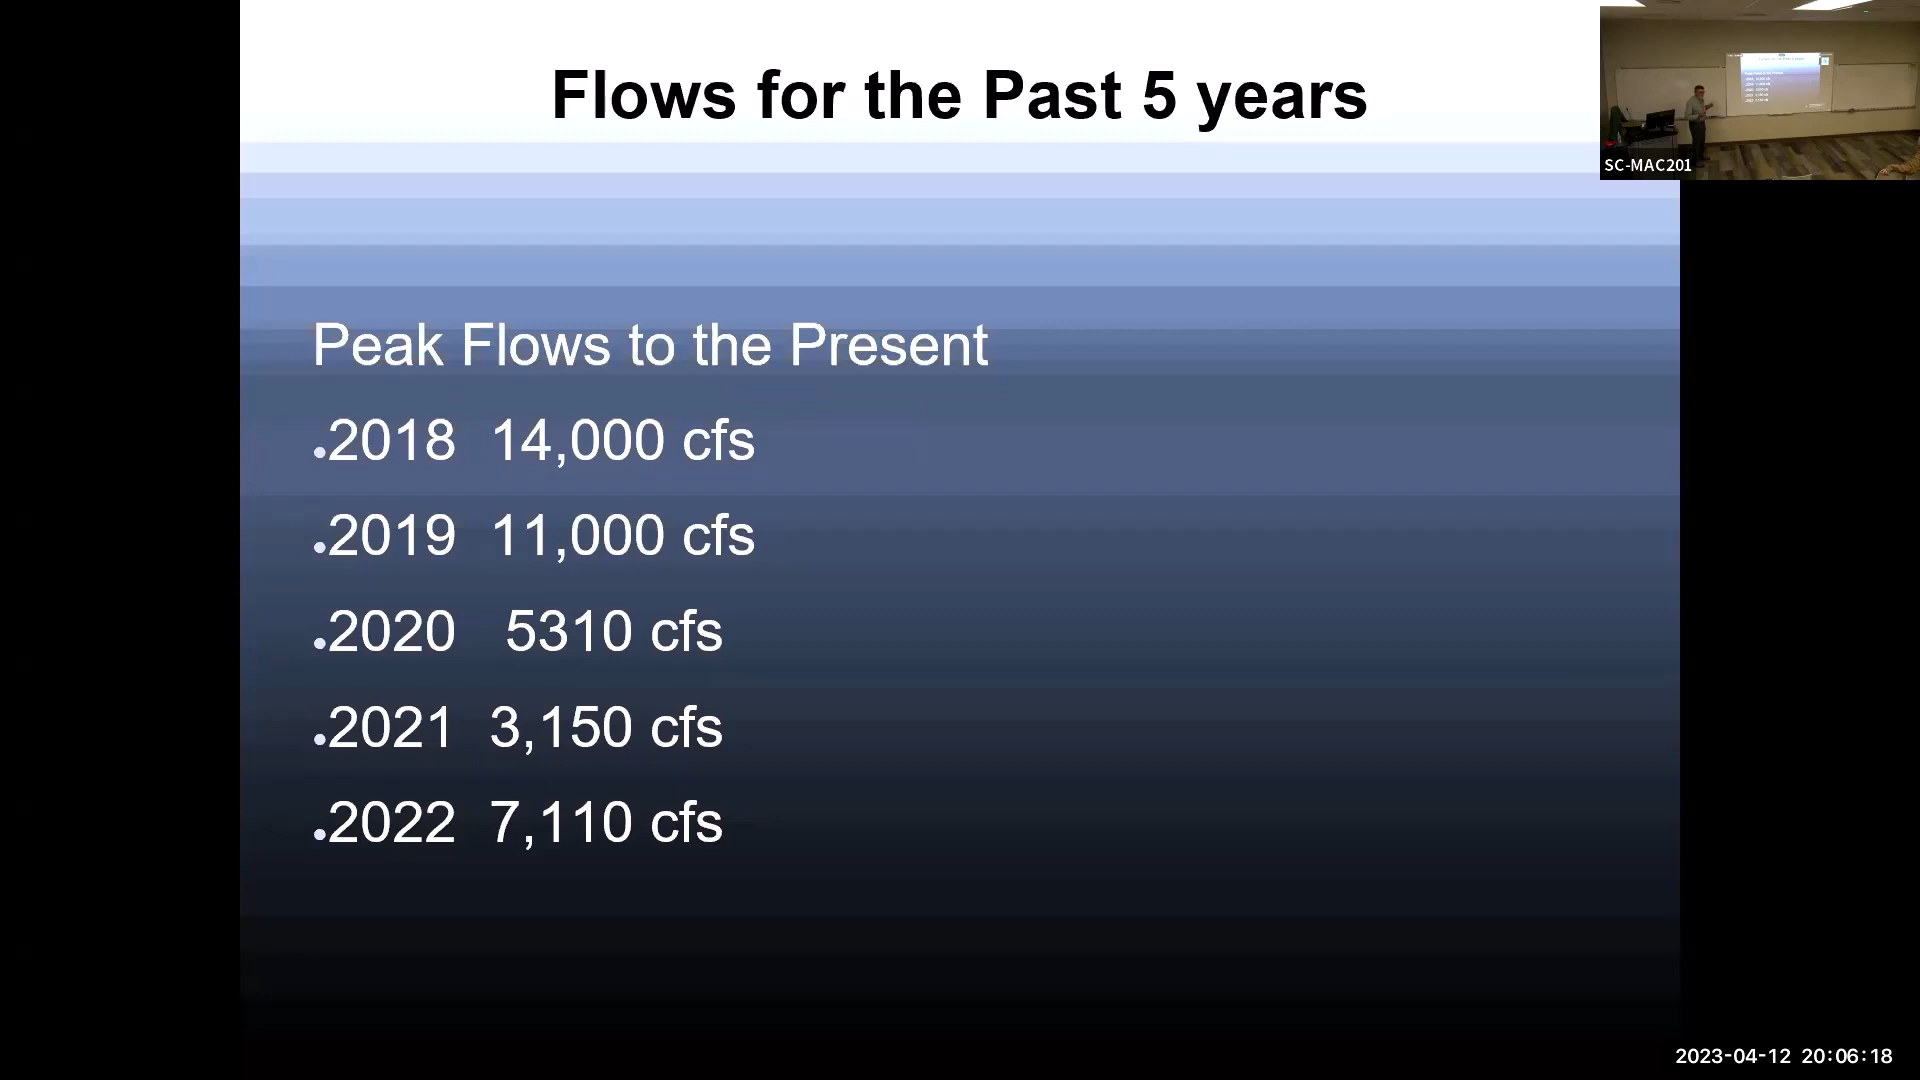 Flows for the Past 5 years
SC-MAC201
Peak Flows to the Present
•2018 14,000 cfs
•2019 11,000 cfs
•2020 5310 cfs
•2021 3,150 cfs
•2022 7,110 cfs
2023-04-12 20:06:18